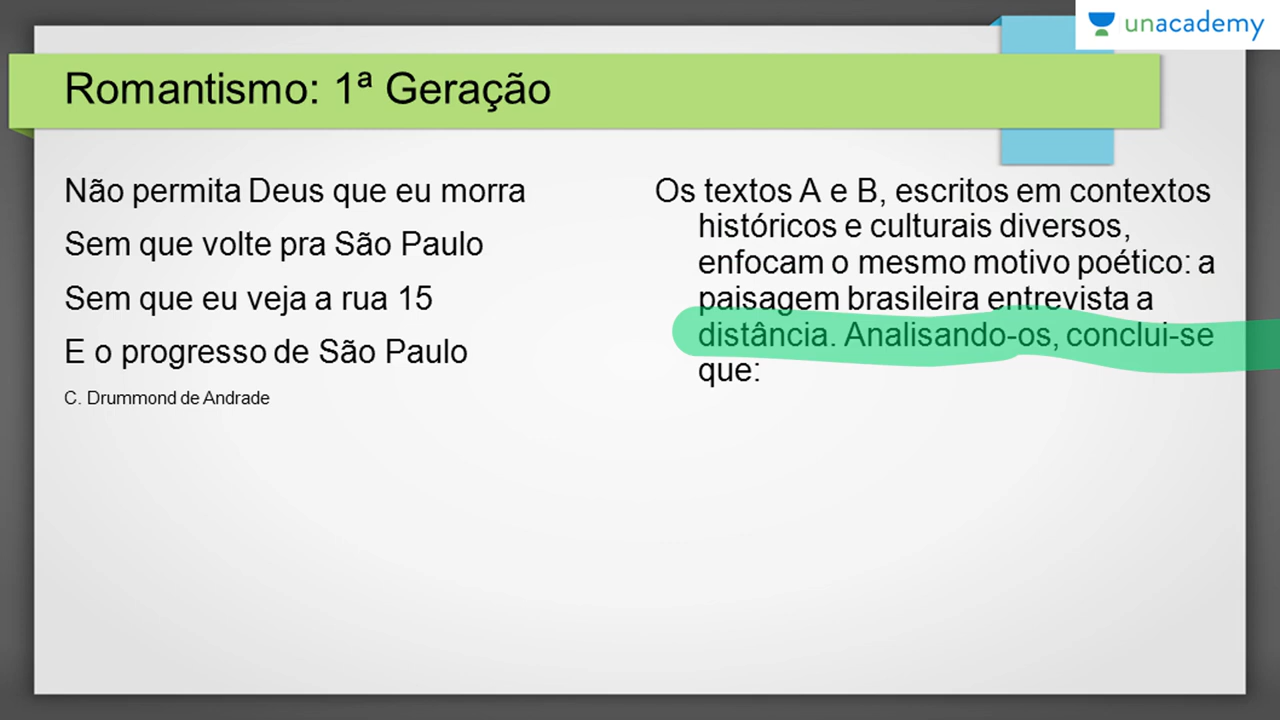 unacademy
Romantismo: 1ª Geração
Não permita Deus que eu morra
Sem que volte pra São Paulo
Sem que eu veja a rua 15
E o progresso de São Paulo
C. Drummond de Andrade
Os textos A e B, escritos em contextos
históricos e culturais diversos,
enfocam o mesmo motivo poético: a
paisagem brasileira entrevista a
distância. Analisando-os, conclui-se
que: